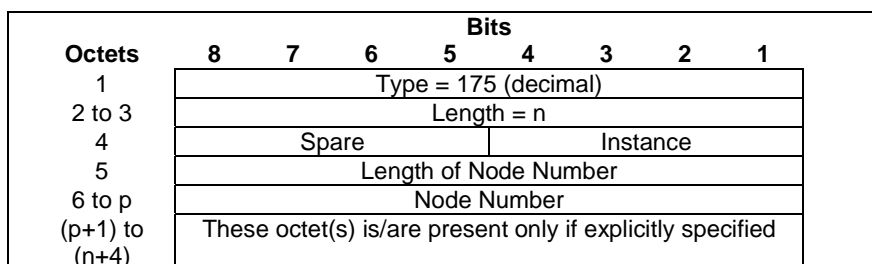 Bits
Octets 8 7 6 5 4 3 2 1
1 Type = 175 (decimal)
2 to 3 Length = n
4 Spare Instance
5 Length of Node Number
6 to p Node Number
(p+1) to These octet(s) is/are present only if explicitly specified
(n+4)